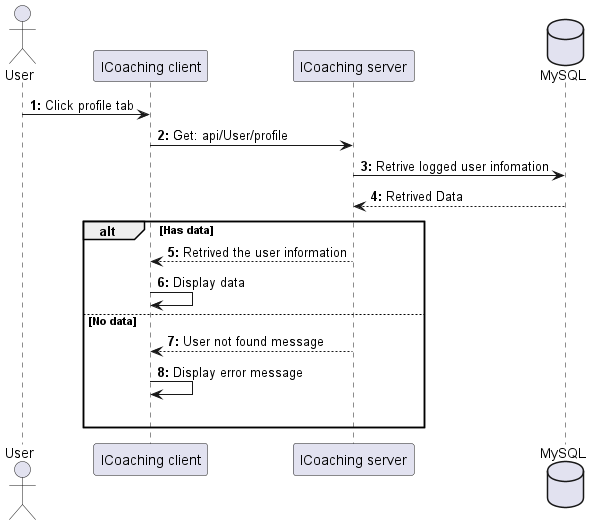 User
ICoaching client
ICoaching server
MySQL
1: Click profile tab
2: Get: api/User/profile
3: Retrive logged user infomation
4: Retrived Data
alt [Has data]
5: Retrived the user information
6: Display data
[No data]
7: User not found message
8: Display error message
User
ICoaching client
ICoaching server
MySQL